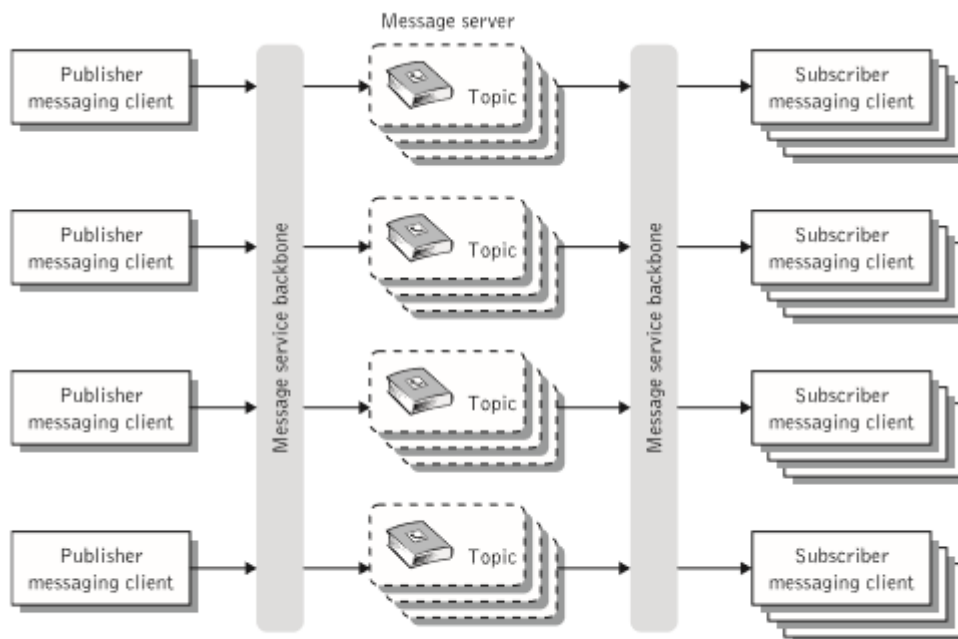 Message server
Publisher
messaging client
Topic
Subscriber
messaging client
Publisher
messaging client
Topic
Subscriber
messaging client
Message service backbone
Message service backbone
Publisher
messaging client
Topic
Subscriber
messaging client
Publisher
messaging client
Topic
Subscriber
messaging client